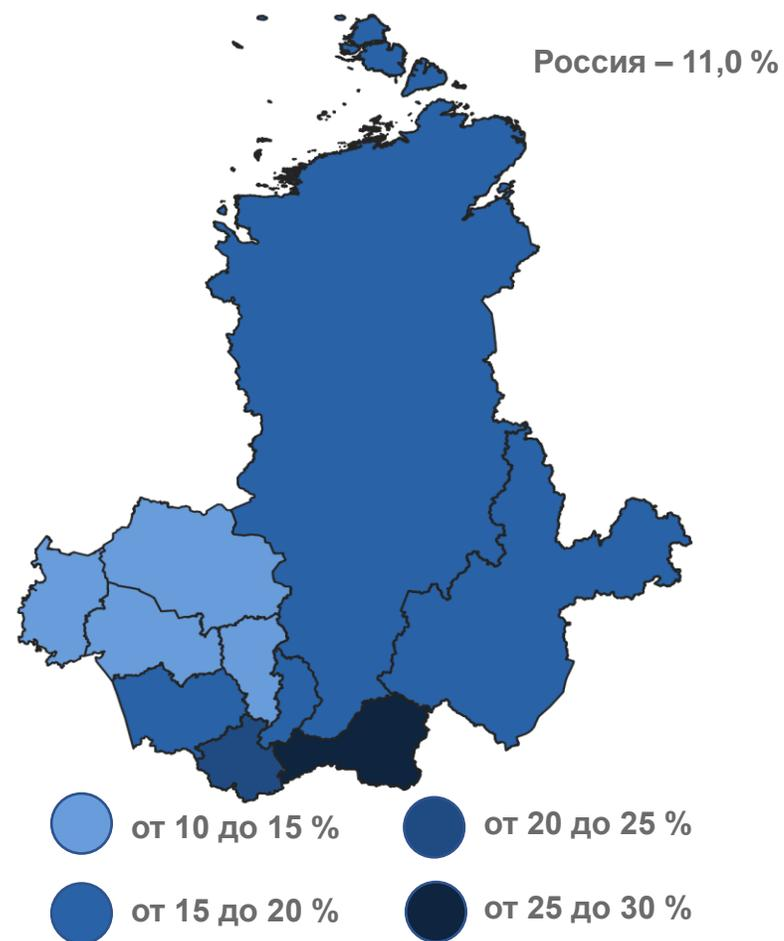 Россия – 11,0 %
от 10 до 15 %
от 20 до 25 %
от 15 до 20 %
от 25 до 30 %